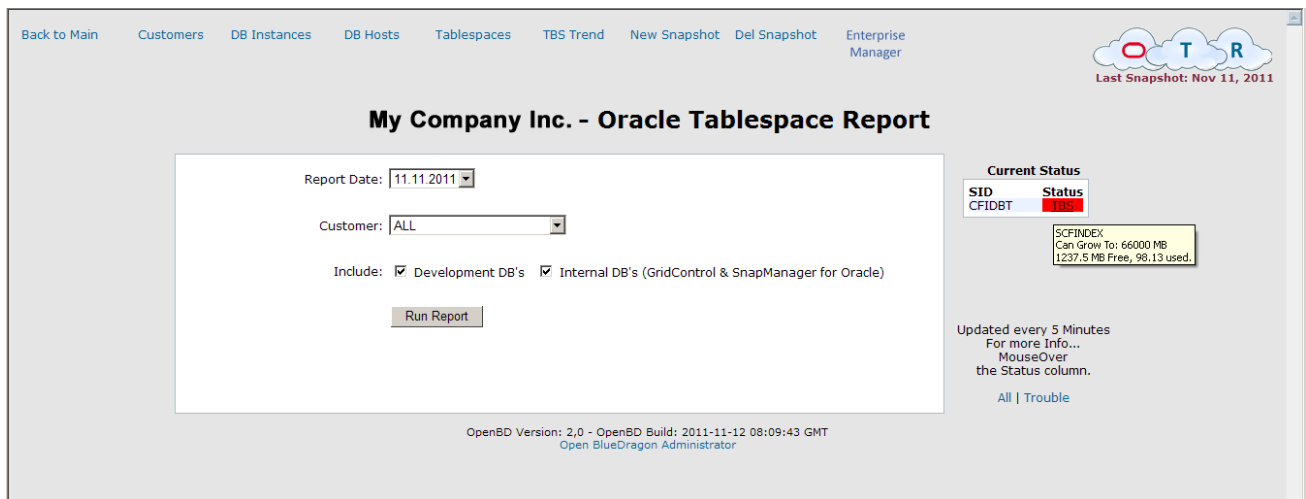 Back to Main Customers DB Instances DB Hosts Tablespaces TBS Trend New Snapshot Del Snapshot Enterprise Manager
O T R
Last Snapshot: Nov 11, 2011
My Company Inc. - Oracle Tablespace Report
Report Date: 11.11.2011
Customer: ALL
Include: Development DB's Internal DB's (GridControl & SnapManager for Oracle)
Run Report
Current Status
SID Status
CFIDBT TBS
SCFINDEX
Can Grow To: 66000 MB
1237.5 MB Free, 98.13 used.
Updated every 5 Minutes
For more Info...
MouseOver
the Status column.
All | Trouble
OpenBD Version: 2,0 - OpenBD Build: 2011-11-12 08:09:43 GMT
Open BlueDragon Administrator